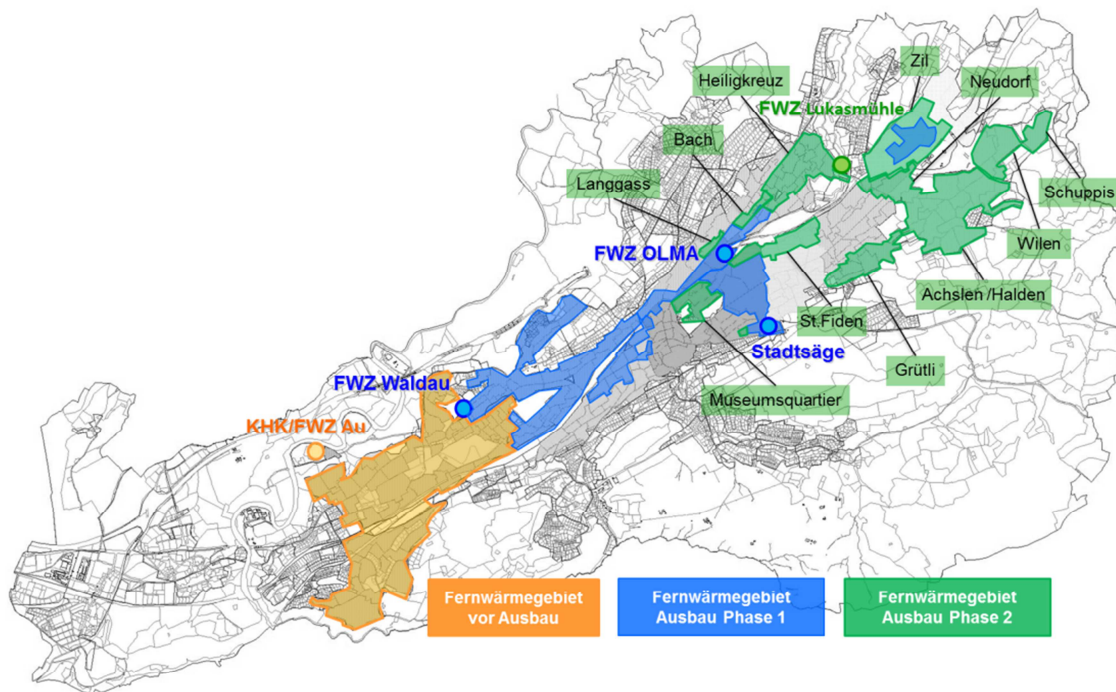 Zil
Heiligkreuz
Neudorf
FWZ Lukasmühle
Bach
Langgass
Schuppis
FWZ OLMA
Wilen
Achslen /Halden
St.Fiden
Stadtsäge
Grütli
FWZ Waldau
Museumsquartier
KHK/FWZ Au
Fernwärmegebiet
vor Ausbau
Fernwärmegebiet
Ausbau Phase 1
Fernwärmegebiet
Ausbau Phase 2